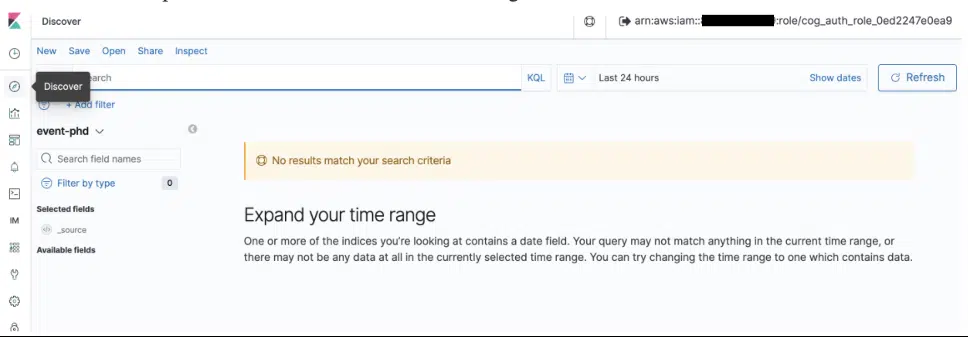 Discover
arn:aws:iam:: :role/cog_auth_role_0ed2247e0ea9
New Save Open Share Inspect
Discover
KQL
Last 24 hours
Show dates
Refresh
+ Add filter
event-phd
Search field names
Filter by type 0
Selected fields
_source
Available fields
IM
No results match your search criteria
Expand your time range
One or more of the indices you're looking at contains a date field. Your query may not match anything in the current time range, or
there may not be any data at all in the currently selected time range. You can try changing the time range to one which contains data.